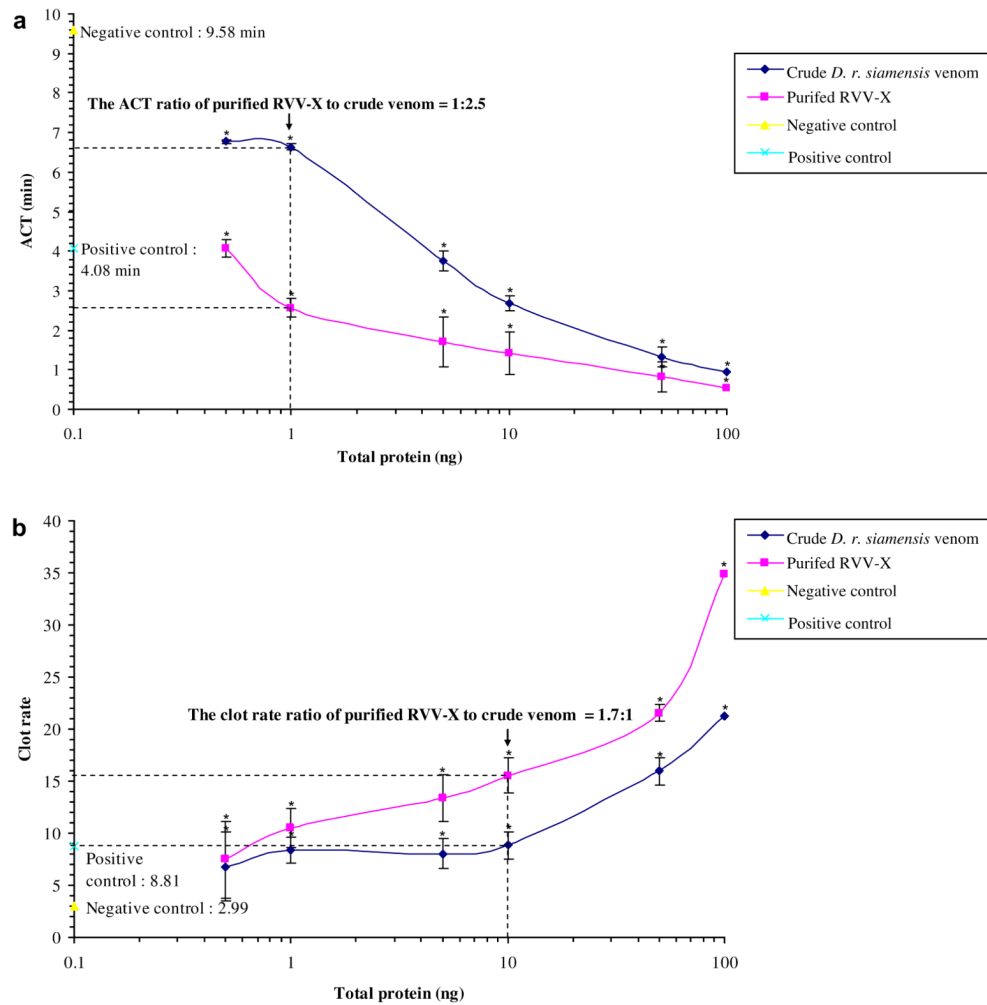 a
10
9
8
7
6
5
4
3
2
1
0
ACT (min)
Negative control : 9.58 min
The ACT ratio of purified RVV-X to crude venom = 1:2.5
Positive control :
4.08 min
* * * * * *
* * * * * *
0.1 1 10 100
Total protein (ng)
Crude D. r. siamensis venom
Purifed RVV-X
Negative control
Positive control
b
40
35
30
25
20
15
10
5
0
Clot rate
The clot rate ratio of purified RVV-X to crude venom = 1.7:1
Positive
control : 8.81
Negative control : 2.99
* * * * * *
* * * * * *
0.1 1 10 100
Total protein (ng)
Crude D. r. siamensis venom
Purifed RVV-X
Negative control
Positive control